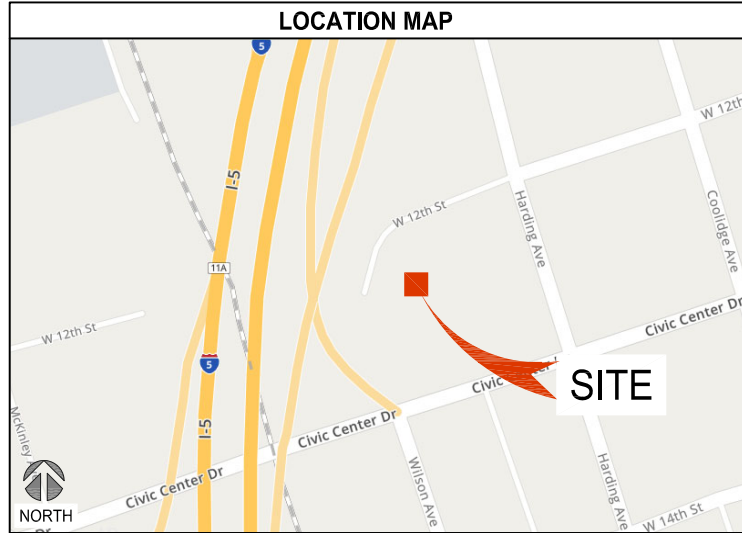 LOCATION MAP
5
I-5
W 12th
W 12th St
Harding Ave
Coolidge Ave
11A
W 12th St
5
Civic Center Dr
Civic
SITE
I-5
Civic Center Dr
McKinley
Civic Center Dr
Wilson Ave
Harding Ave
W 14th St
NORTH
Dr